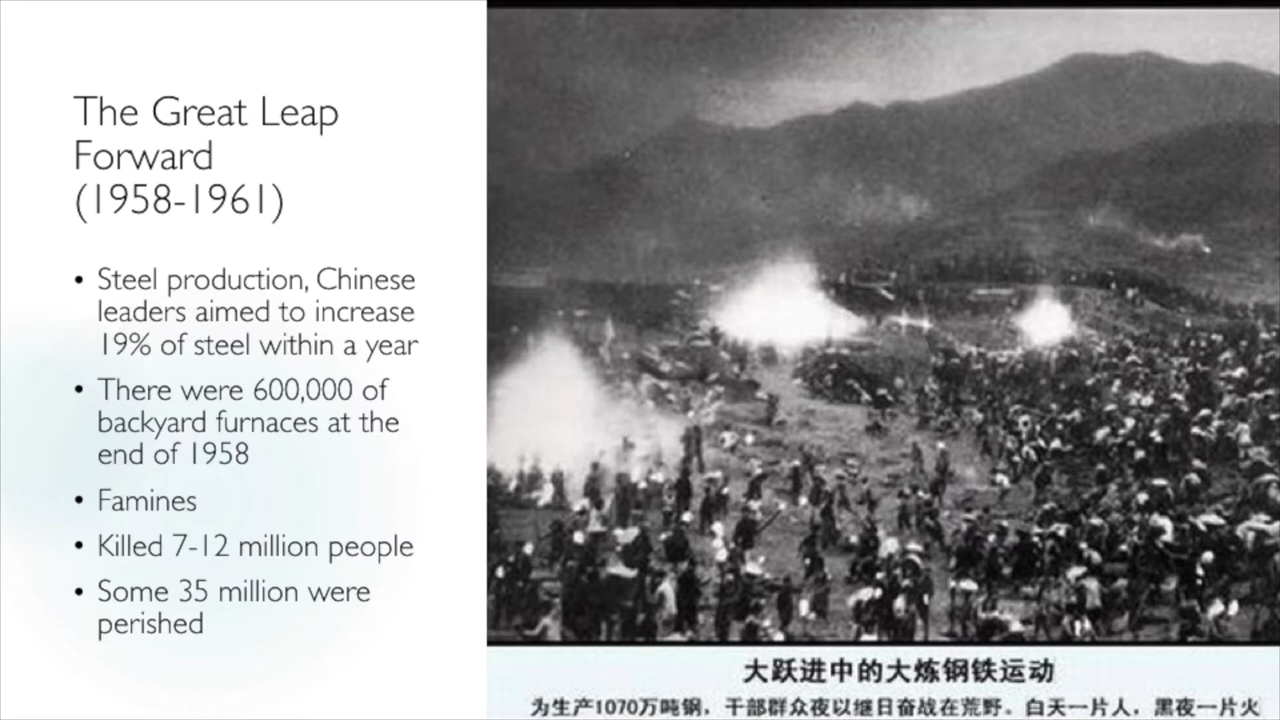 The Great Leap
Forward
(1958-1961)
• Steel production, Chinese
leaders aimed to increase
19% of steel within a year
• There were 600,000 of
backyard furnaces at the
end of 1958
• Famines
• Killed 7-12 million people
• Some 35 million were
perished
大跃进中的大炼钢铁运动
为生产1070万吨钢，干部群众夜以继日奋战在荒野。白天一片人，黑夜一片火